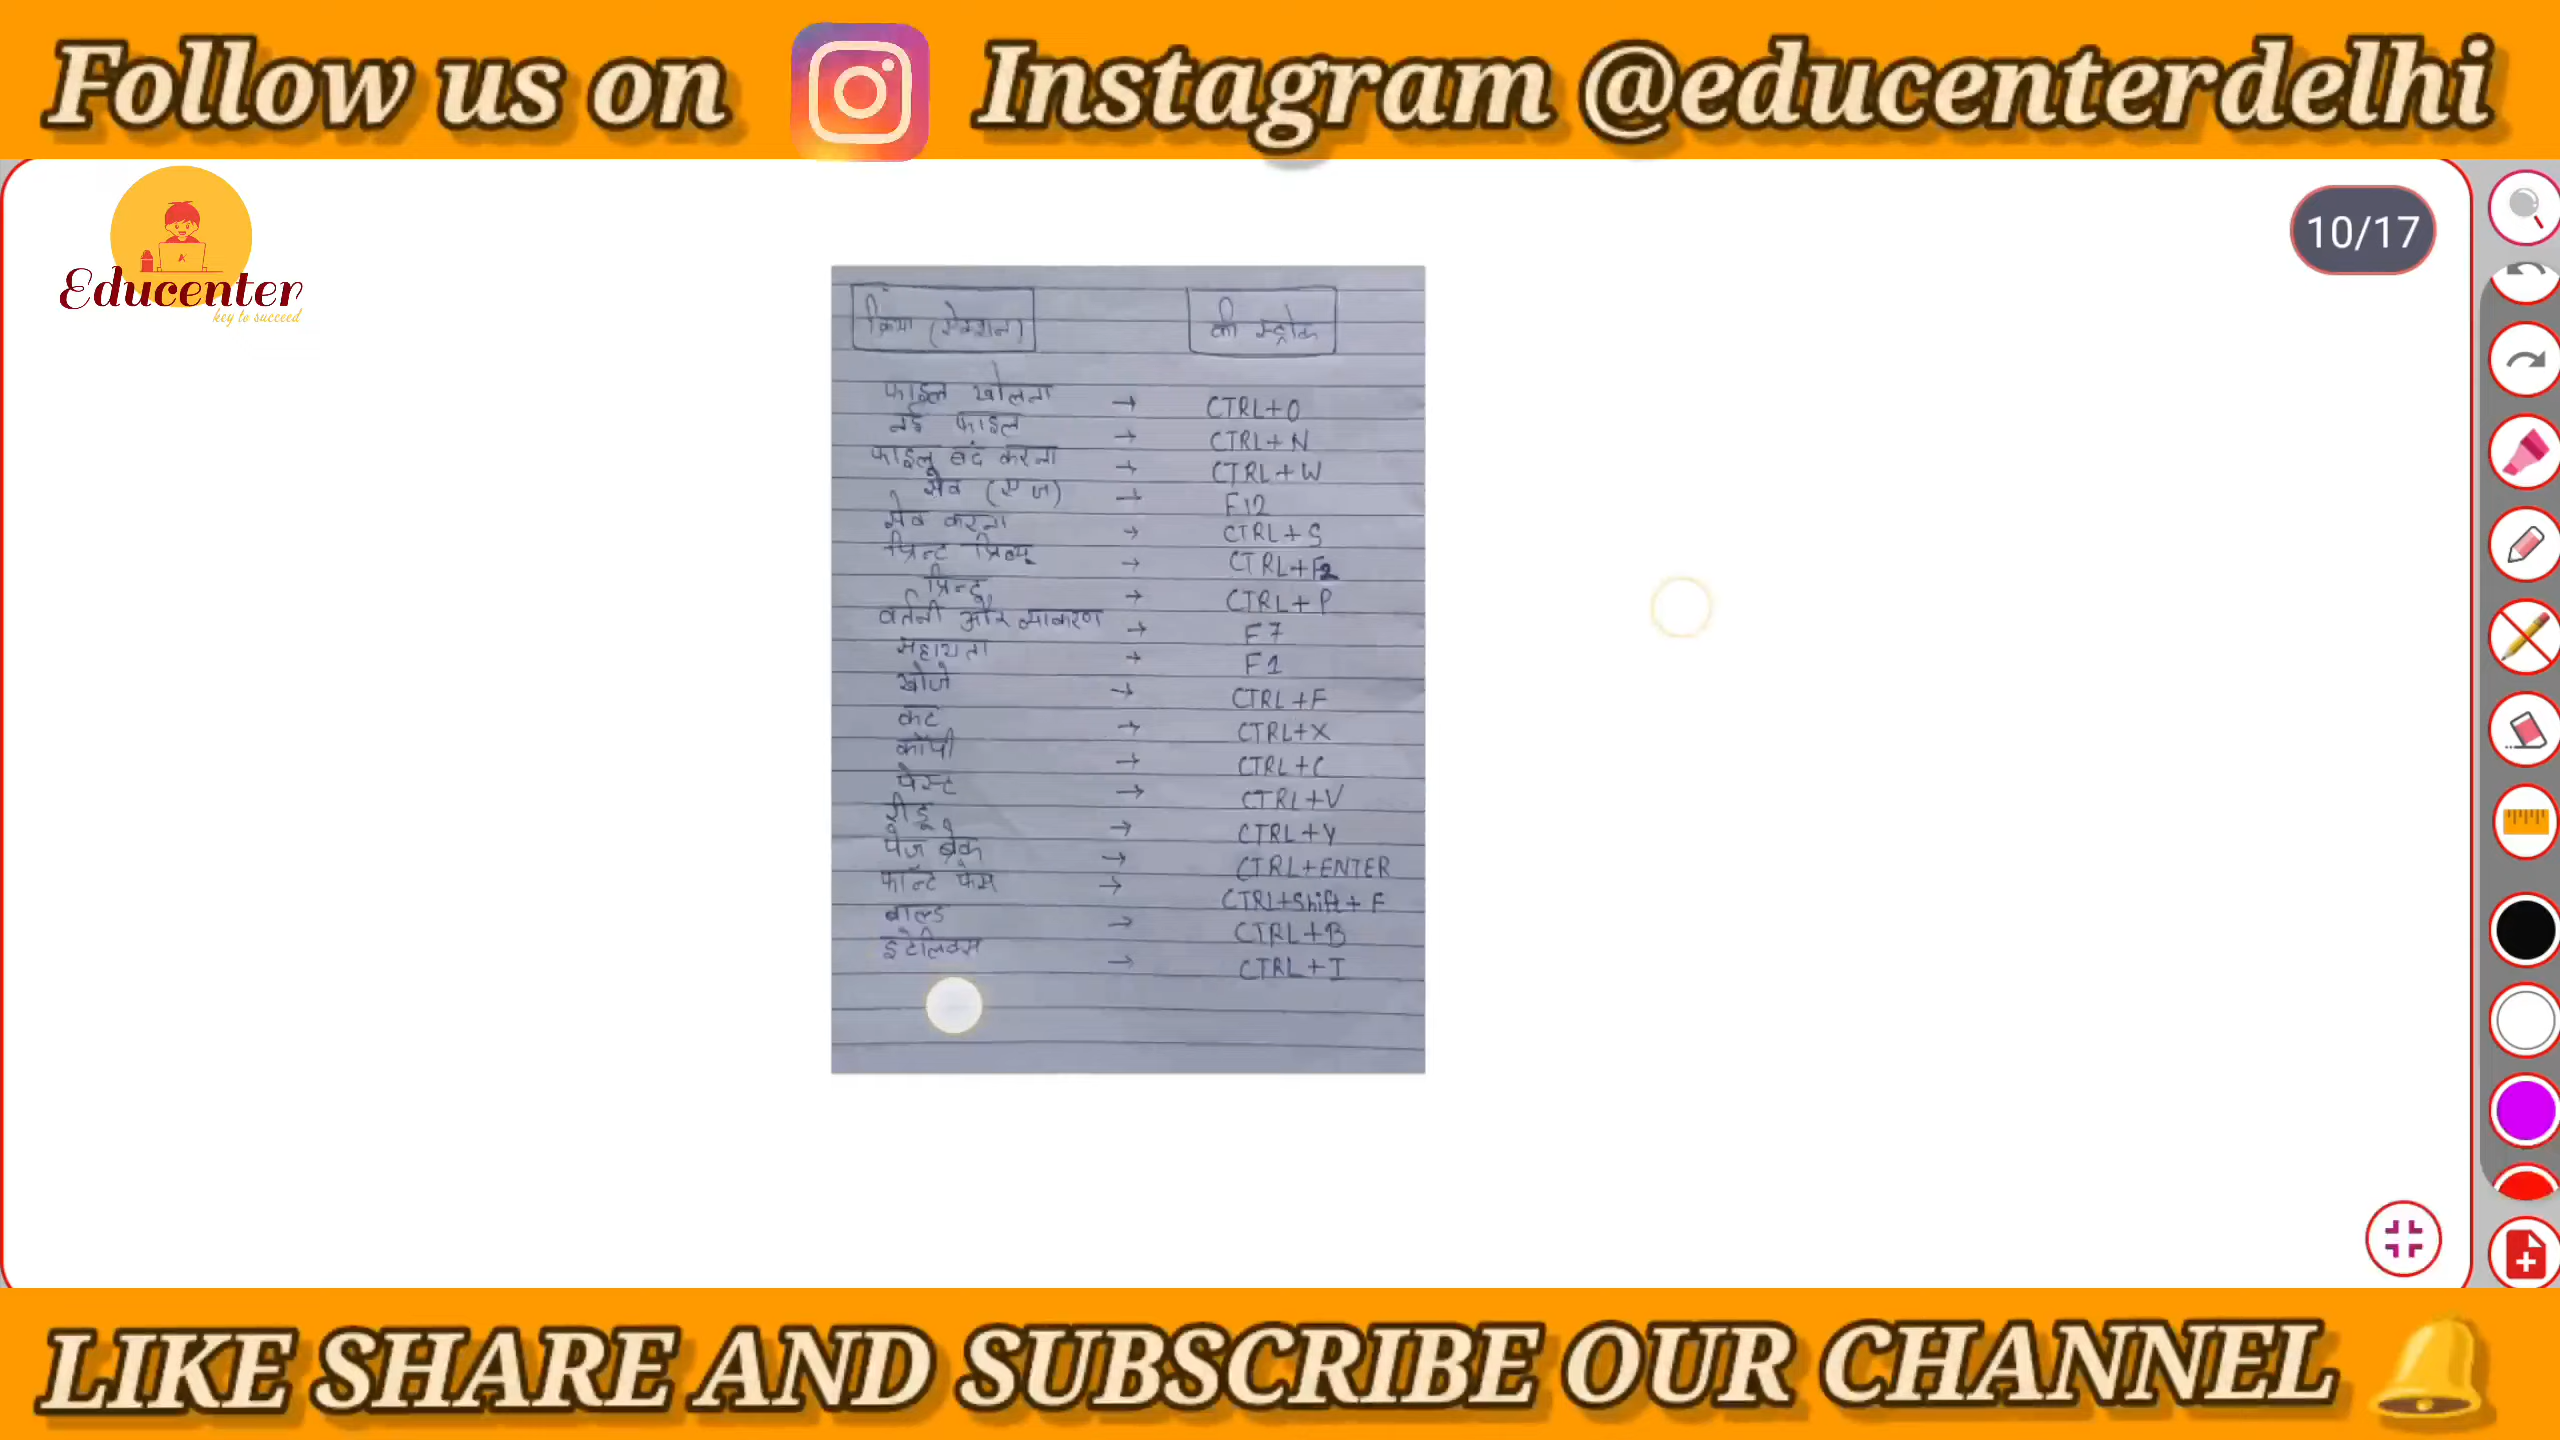 Follow us on Instagram @educenterdelhi
Educenter
key to succeed
10/17
क्रिया (ऐक्शन) की स्ट्रोक
फाइल खोलना → CTRL+O
नई फाइल → CTRL+N
फाइल बंद करना → CTRL+W
सेव (एज) → F12
सेव करना → CTRL+S
प्रिन्ट प्रिव्यू → CTRL+F2
प्रिन्ट → CTRL+P
वर्तनी और व्याकरण → F7
सहायता → F1
खोजे → CTRL+F
कट → CTRL+X
कॉपी → CTRL+C
पेस्ट → CTRL+V
रीडू → CTRL+Y
पेज ब्रेक → CTRL+ENTER
फॉन्ट फेस → CTRL+Shift+F
बोल्ड → CTRL+B
इटेलिक्स → CTRL+I
LIKE SHARE AND SUBSCRIBE OUR CHANNEL